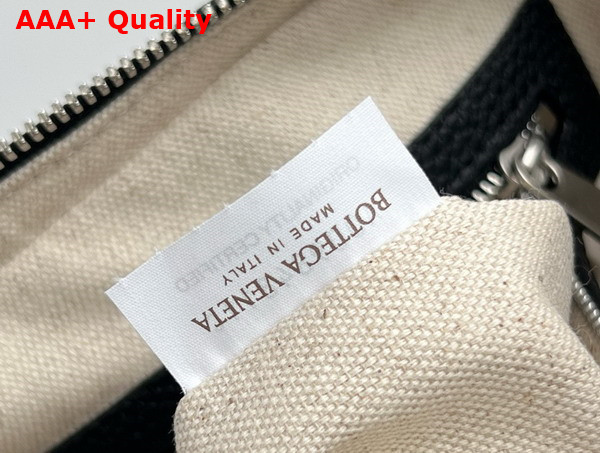 AAA+ Quality
BOTTEGA VENETA
MADE IN ITALY
ORIGINALITY CERTIFIED